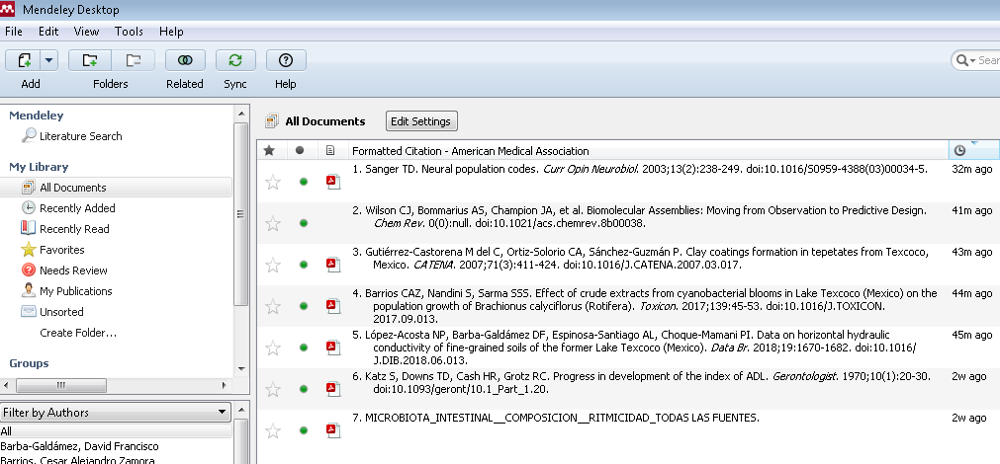 Mendeley Desktop
File Edit View Tools Help
Add Folders Related Sync Help
Sear
Mendeley
Literature Search
My Library
All Documents
Recently Added
Recently Read
Favorites
Needs Review
My Publications
Unsorted
Create Folder...
Groups
Filter by Authors
All
Barba-Galdámez, David Francisco
Barrios, Cesar Alejandro Zamora
All Documents Edit Settings
Formatted Citation - American Medical Association
1. Sanger TD. Neural population codes. Curr Opin Neurobiol. 2003;13(2):238-249. doi:10.1016/S0959-4388(03)00034-5. 32m ago
2. Wilson CJ, Bommarius AS, Champion JA, et al. Biomolecular Assemblies: Moving from Observation to Predictive Design. 41m ago
Chem Rev. 0(0):null. doi:10.1021/acs.chemrev.8b00038.
3. Gutiérrez-Castorena M del C, Ortiz-Solorio CA, Sánchez-Guzmán P. Clay coatings formation in tepetates from Texcoco, 43m ago
Mexico. CATENA. 2007;71(3):411-424. doi:10.1016/J.CATENA.2007.03.017.
4. Barrios CAZ, Nandini S, Sarma SSS. Effect of crude extracts from cyanobacterial blooms in Lake Texcoco (Mexico) on the 44m ago
population growth of Brachionus calyciflorus (Rotifera). Toxicon. 2017;139:45-53. doi:10.1016/J.TOXICON.
2017.09.013.
5. López-Acosta NP, Barba-Galdámez DF, Espinosa-Santiago AL, Choque-Mamani PI. Data on horizontal hydraulic 45m ago
conductivity of fine-grained soils of the former Lake Texcoco (Mexico). Data Br. 2018;19:1670-1682. doi:10.1016/
J.DIB.2018.06.013.
6. Katz S, Downs TD, Cash HR, Grotz RC. Progress in development of the index of ADL. Gerontologist. 1970;10(1):20-30. 2w ago
doi:10.1093/geront/10.1_Part_1.20.
7. MICROBIOTA_INTESTINAL__COMPOSICION__RITMICIDAD_TODAS LAS FUENTES. 2w ago